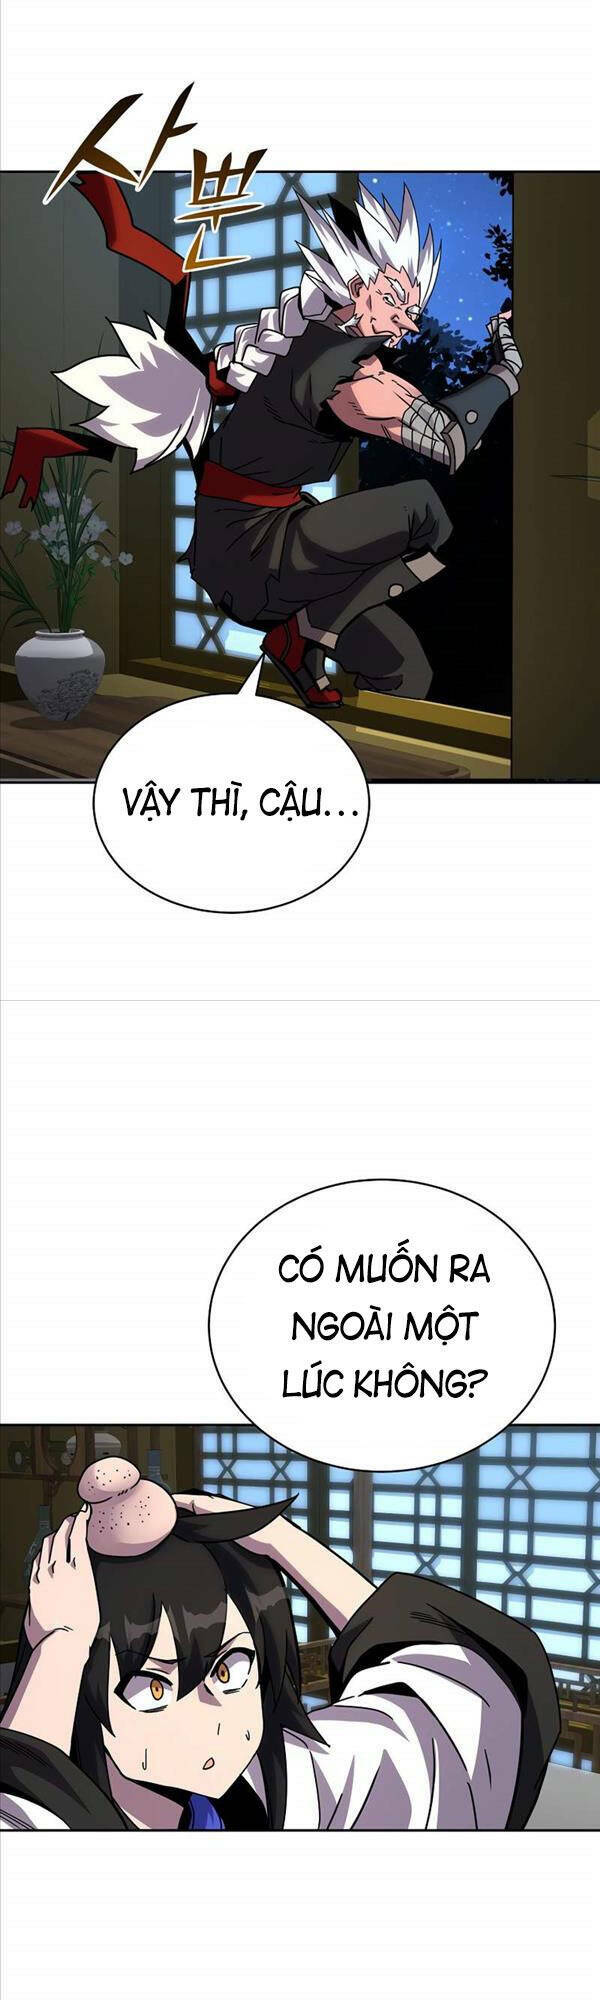 사뿐
VẬY THÌ, CẬU...
CÓ MUỐN RA
NGOÀI MỘT
LÚC KHÔNG?